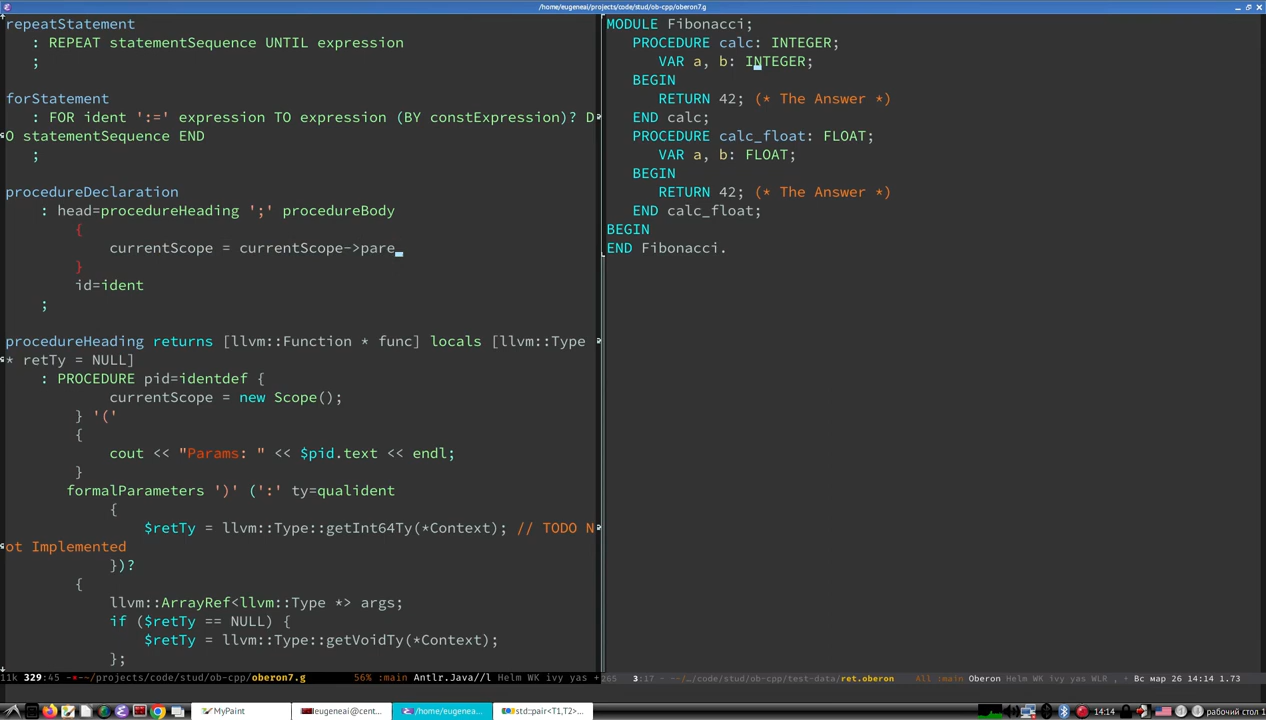 /home/eugeneai/projects/code/stud/ob-cpp/oberon7.g
repeatStatement
: REPEAT statementSequence UNTIL expression
;
forStatement
: FOR ident ':=' expression TO expression (BY constExpression)? D
O statementSequence END
;
procedureDeclaration
: head=procedureHeading ';' procedureBody
{
currentScope = currentScope->pare
}
id=ident
;
procedureHeading returns [llvm::Function * func] locals [llvm::Type
* retTy = NULL]
: PROCEDURE pid=identdef {
currentScope = new Scope();
} '('
{
cout << "Params: " << $pid.text << endl;
}
formalParameters ')' (':' ty=qualident
{
$retTy = llvm::Type::getInt64Ty(*Context); // TODO N
ot Implemented
})?
{
llvm::ArrayRef<llvm::Type *> args;
if ($retTy == NULL) {
$retTy = llvm::Type::getVoidTy(*Context);
};
11k 329:45 -*~/projects/code/stud/ob-cpp/oberon7.g 56% :main Antlr.Java//l Helm WK ivy yas +
MODULE Fibonacci;
PROCEDURE calc: INTEGER;
VAR a, b: INTEGER;
BEGIN
RETURN 42; (* The Answer *)
END calc;
PROCEDURE calc_float: FLOAT;
VAR a, b: FLOAT;
BEGIN
RETURN 42; (* The Answer *)
END calc_float;
BEGIN
END Fibonacci.
265 3:17 - ~~/…/code/stud/ob-cpp/test-data/ret.oberon All :main Oberon Helm WK ivy yas WLR , + Вс мар 26 14:14 1.73
MyPaint
leugeneai@cent...
/home/eugenea...
std::pair<T1,T2>...
14:14
рабочий стол 1